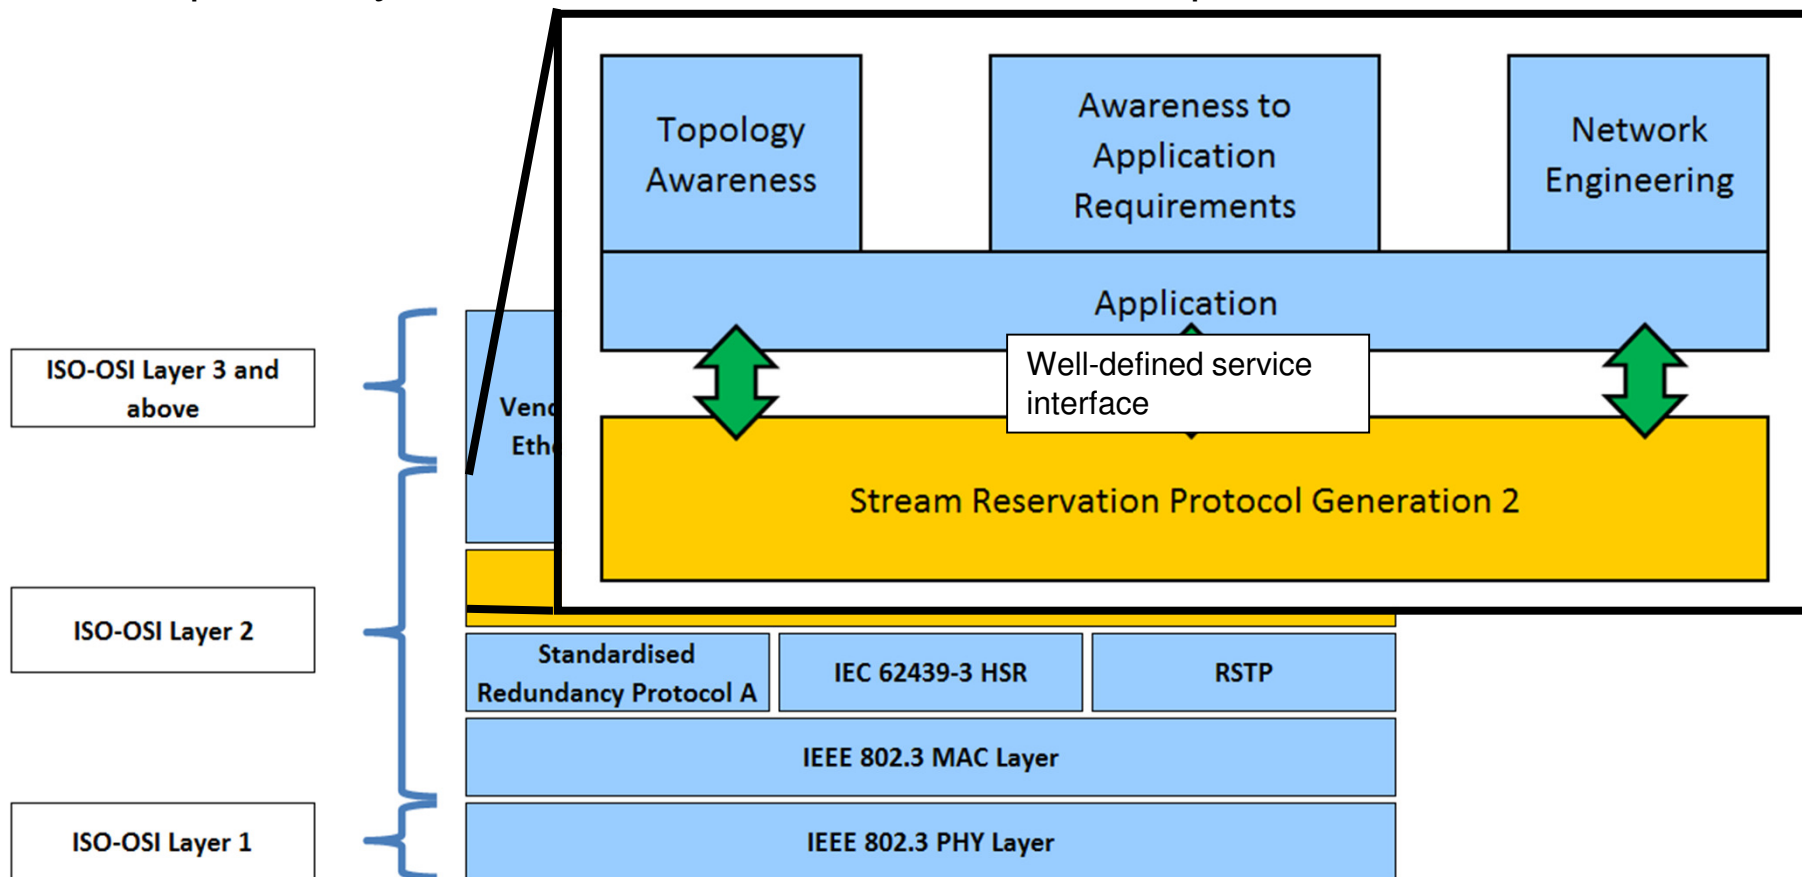 Topology
Awareness
Awareness to
Application
Requirements
Network
Engineering
Application
Well-defined service
interface
Stream Reservation Protocol Generation 2
ISO-OSI Layer 3 and
above
ISO-OSI Layer 2
Standardised
Redundancy Protocol A
IEC 62439-3 HSR
RSTP
IEEE 802.3 MAC Layer
ISO-OSI Layer 1
IEEE 802.3 PHY Layer